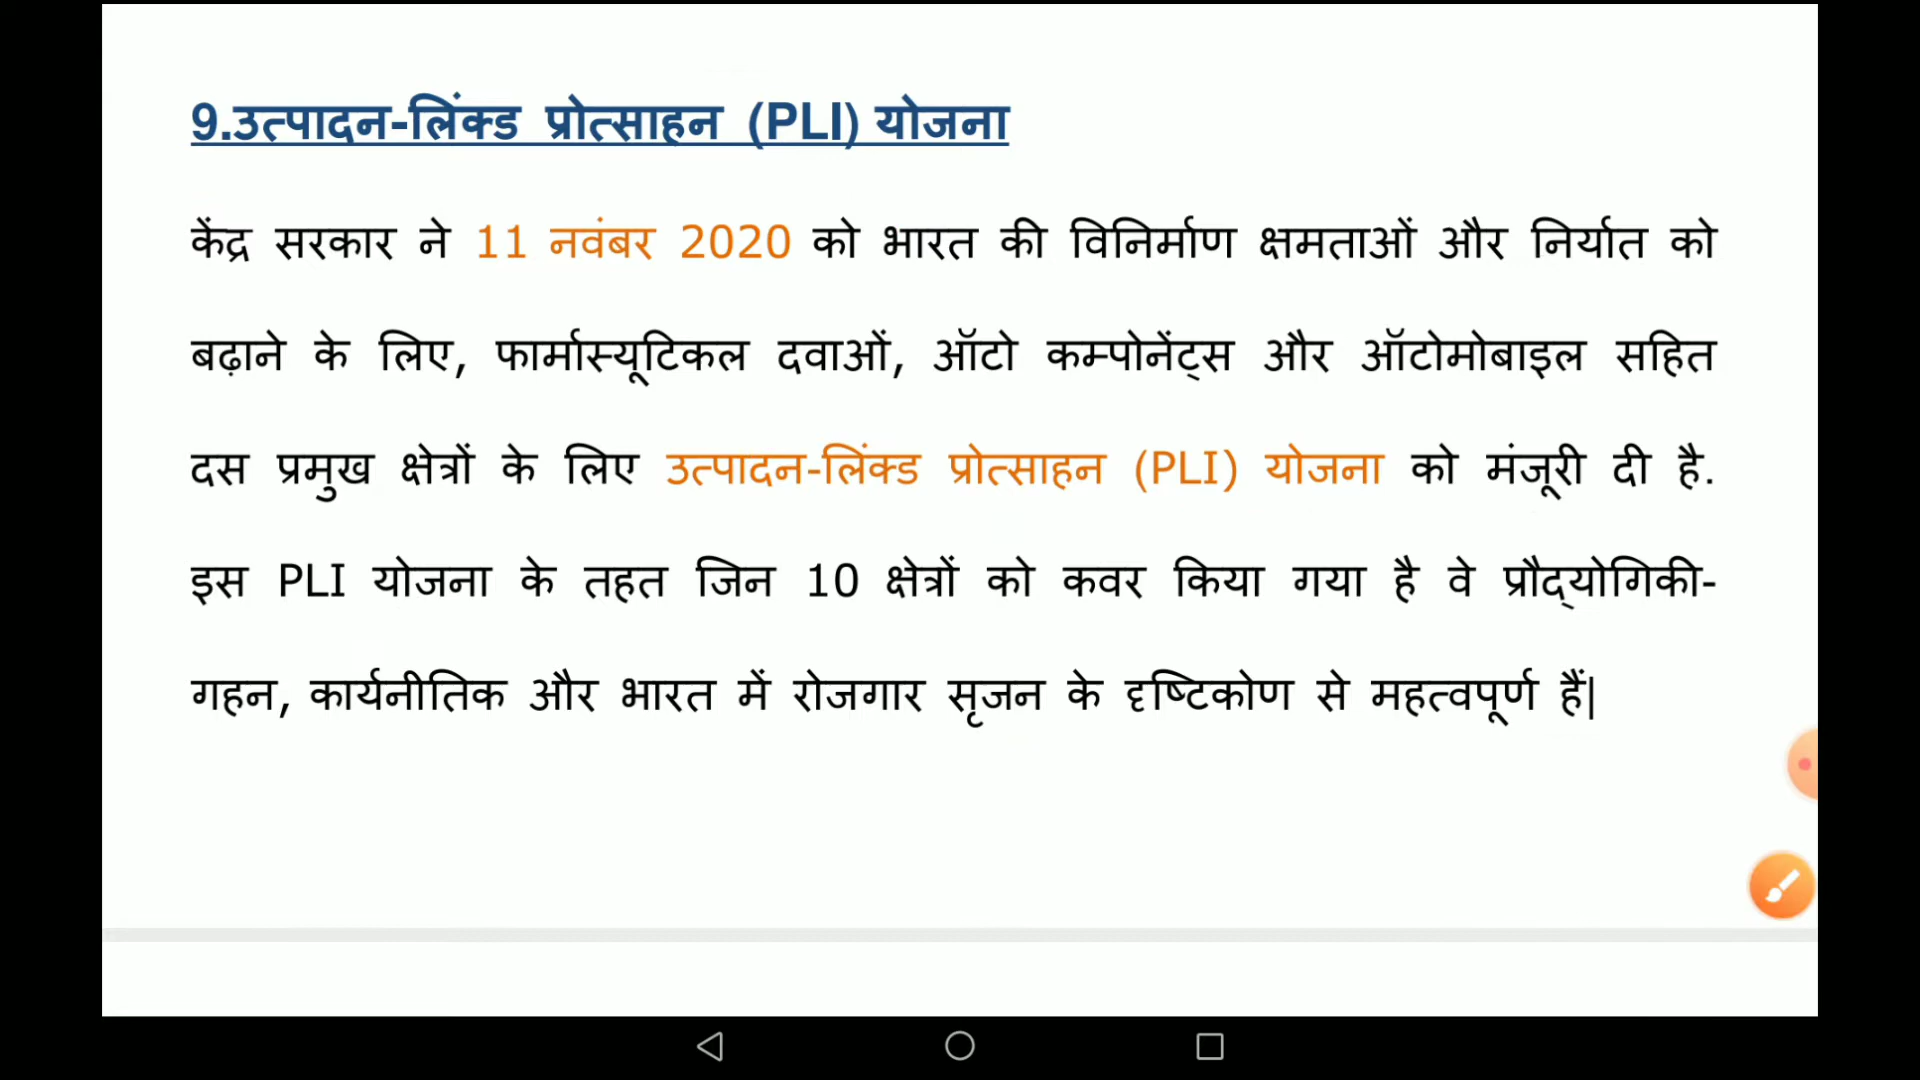 9.उत्पादन-लिंक्ड प्रोत्साहन (PLI) योजना
केंद्र सरकार ने 11 नवंबर 2020 को भारत की विनिर्माण क्षमताओं और निर्यात को
बढ़ाने के लिए, फार्मास्यूटिकल दवाओं, ऑटो कम्पोनेंट्स और ऑटोमोबाइल सहित
दस प्रमुख क्षेत्रों के लिए उत्पादन-लिंक्ड प्रोत्साहन (PLI) योजना को मंजूरी दी है.
इस PLI योजना के तहत जिन 10 क्षेत्रों को कवर किया गया है वे प्रौद्योगिकी-
गहन, कार्यनीतिक और भारत में रोजगार सृजन के दृष्टिकोण से महत्वपूर्ण हैं|